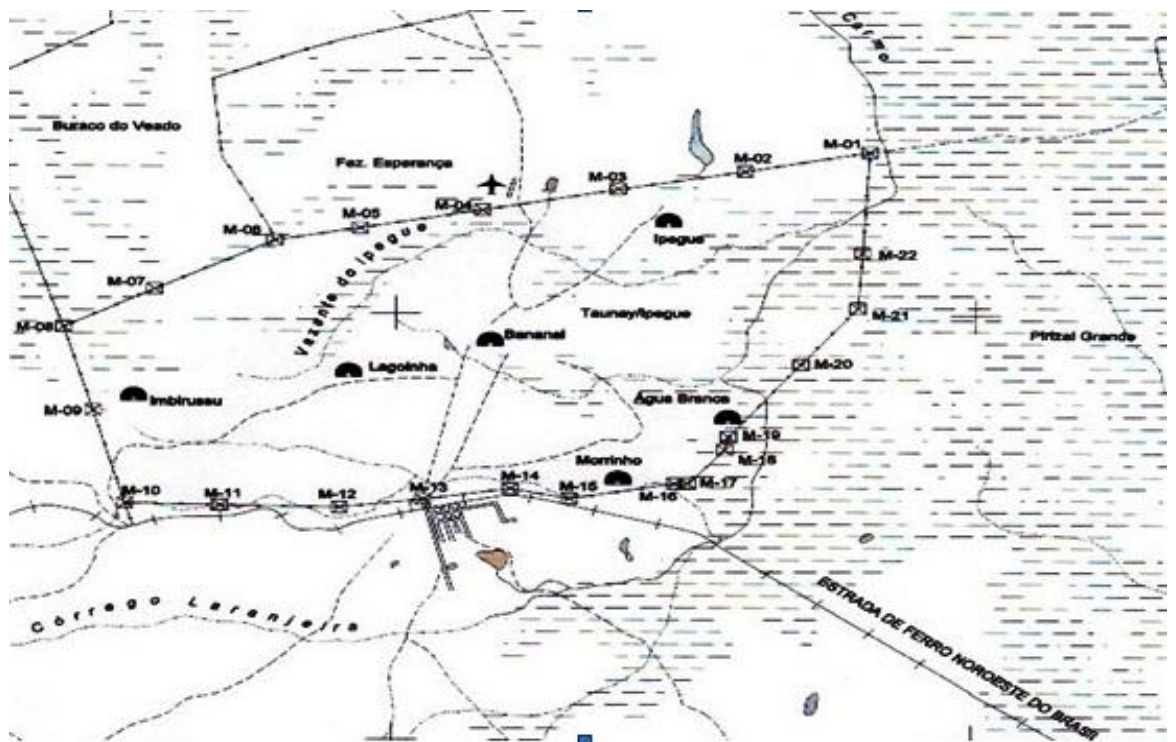 Carmo
Buraco do Veado
M-01
Fez. Esperança
M-02
M-03
M-04
M-05
M-06
Ipegue
M-22
M-07
Vazante do Ipegue
M-08
Taunay/Ipegue
M-21
Bananal
Pirizal Grande
Lagoinha
M-20
Imbirussu
M-09
Água Branca
M-19
M-18
Morrinho
M-10
M-11
M-12
M-13
M-14
M-15
M-16
M-17
Córrego Laranjeira
ESTRADA DE FERRO NOROESTE DO BRASIL